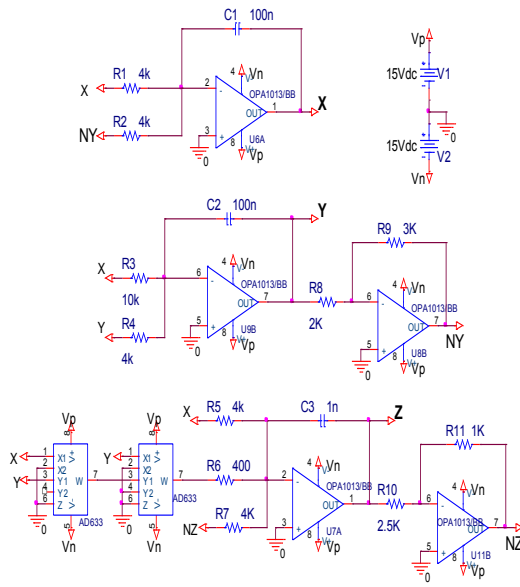 C1 100n
X R1 4k
NY R2 4k
2 - 4 V- Vn OPA1013/BB
OUT 1 X
3 + 8 V+ Vp U6A
0
Vp
15Vdc V1
0
15Vdc V2
Vn
C2 100n Y
X R3 10k
Y R4 4k
6 - 4 V- Vn OPA1013/BB
OUT 7
5 + 8 V+ Vp U9B
0
R8 2K
R9 3K
6 - 4 V- Vn OPA1013/BB
OUT 7 NY
5 + 8 V+ Vp U8B
0
Vp Vp
8 8
X 1 X1 >+
2 X2
Y 3 Y1 W 7
4 Y2
6 Z >-
5 AD633
0 Vn
Y 1 X1 >+
2 X2
3 Y1 W 7
4 Y2
6 Z >-
5 AD633
0 Vn
X R5 4k
R6 400
NZ R7 4K
C3 1n Z
2 - 4 V- Vn OPA1013/BB
OUT 1
3 + 8 V+ Vp U7A
0
R10 2.5K
R11 1K
6 - 4 V- Vn OPA1013/BB
OUT 7 NZ
5 + 8 V+ Vp U11B
0